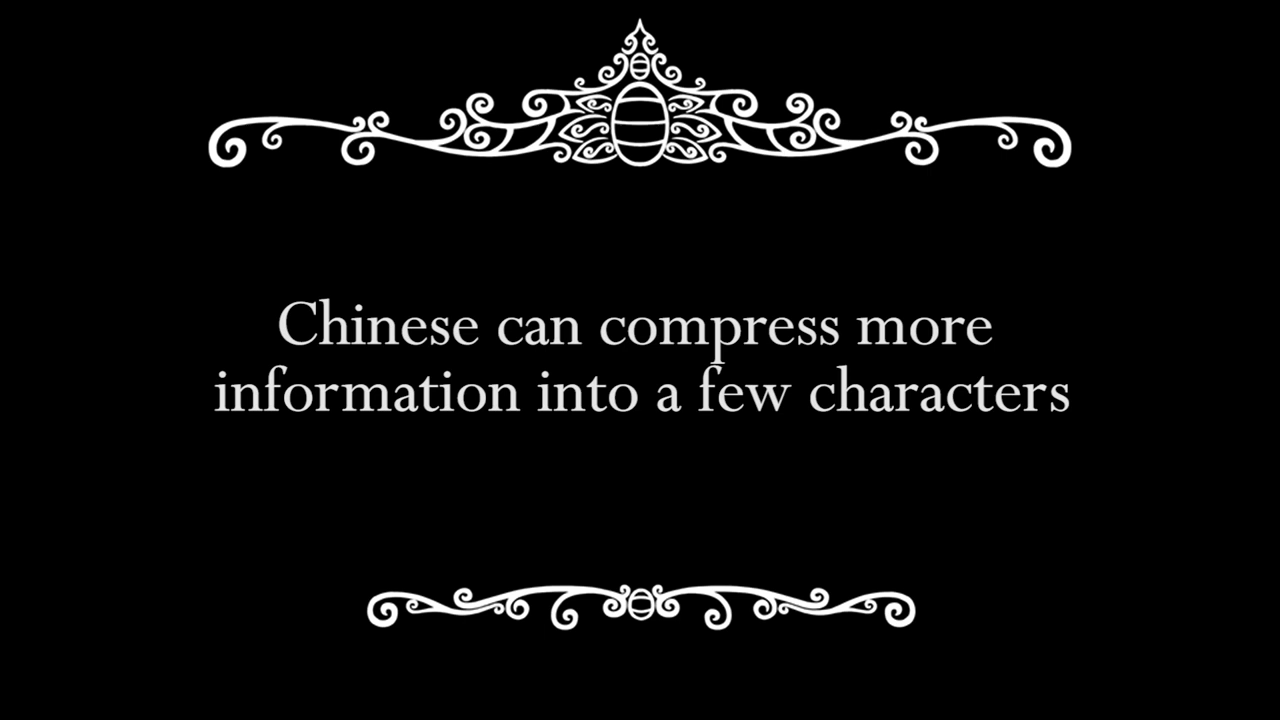 Chinese can compress more
information into a few characters